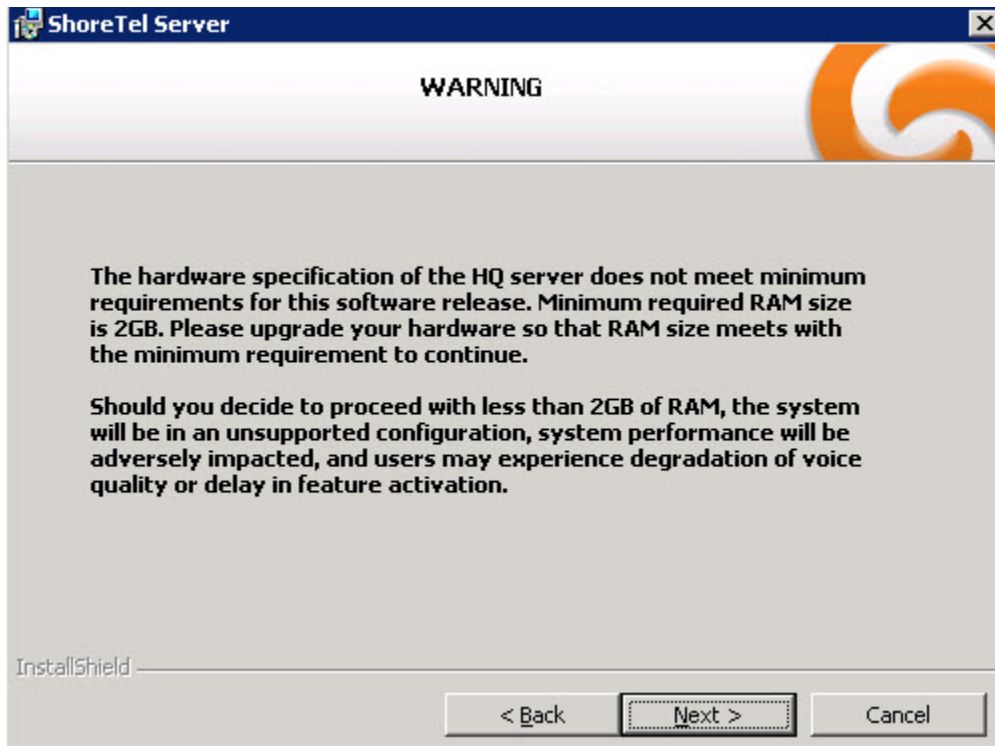 ShoreTel Server
WARNING
The hardware specification of the HQ server does not meet minimum
requirements for this software release. Minimum required RAM size
is 2GB. Please upgrade your hardware so that RAM size meets with
the minimum requirement to continue.
Should you decide to proceed with less than 2GB of RAM, the system
will be in an unsupported configuration, system performance will be
adversely impacted, and users may experience degradation of voice
quality or delay in feature activation.
InstallShield
< Back
Next >
Cancel